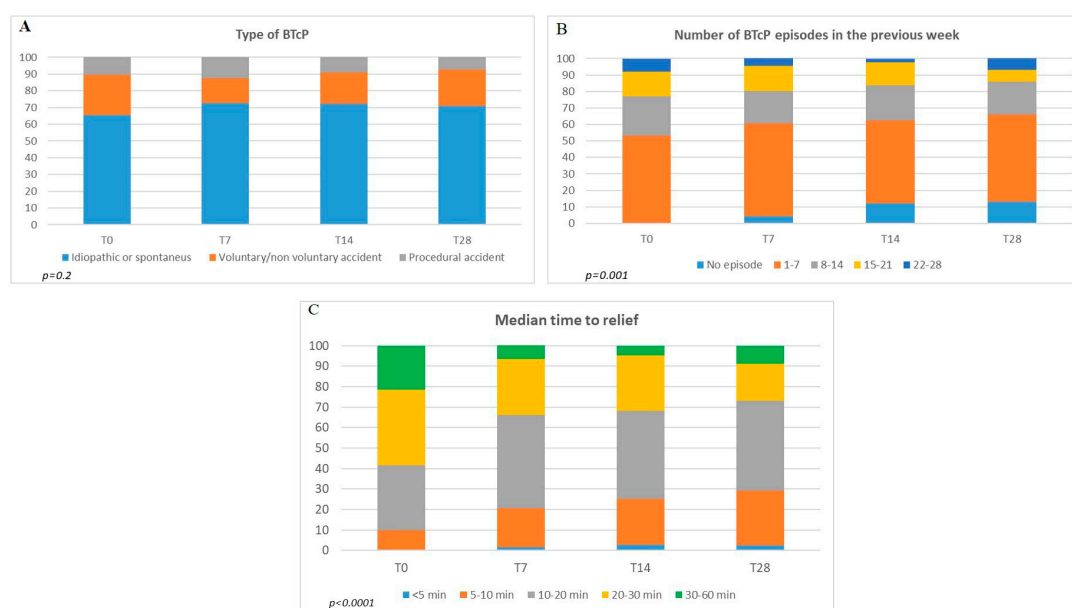 A
Type of BTcP
100
90
80
70
60
50
40
30
20
10
0
T0 T7 T14 T28
Idiopathic or spontaneus Voluntary/non voluntary accident Procedural accident
p=0.2
B
Number of BTcP episodes in the previous week
100
90
80
70
60
50
40
30
20
10
0
T0 T7 T14 T28
No episode 1-7 8-14 15-21 22-28
p=0.001
C
Median time to relief
100
90
80
70
60
50
40
30
20
10
0
T0 T7 T14 T28
<5 min 5-10 min 10-20 min 20-30 min 30-60 min
p<0.0001